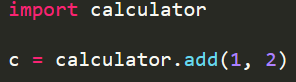 import calculator
c = calculator.add(1, 2)